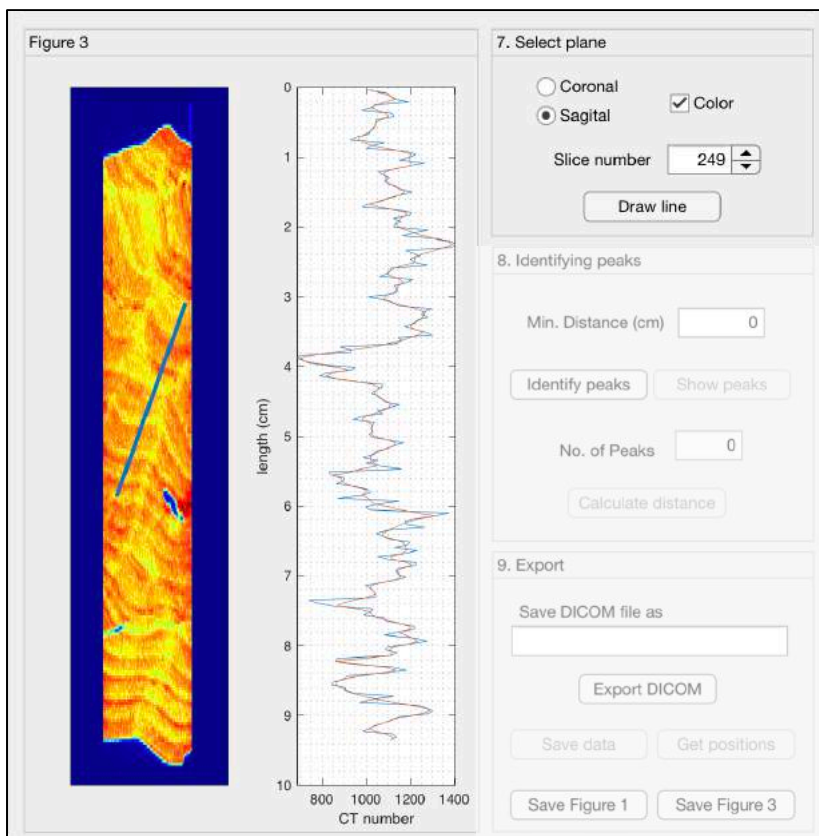 Figure 3
0
1
2
3
4
5
6
7
8
9
10
length (cm)
800 1000 1200 1400
CT number
7. Select plane
Coronal
Sagital
Color
Slice number 249
Draw line
8. Identifying peaks
Min. Distance (cm) 0
Identify peaks Show peaks
No. of Peaks 0
Calculate distance
9. Export
Save DICOM file as
Export DICOM
Save data Get positions
Save Figure 1 Save Figure 3